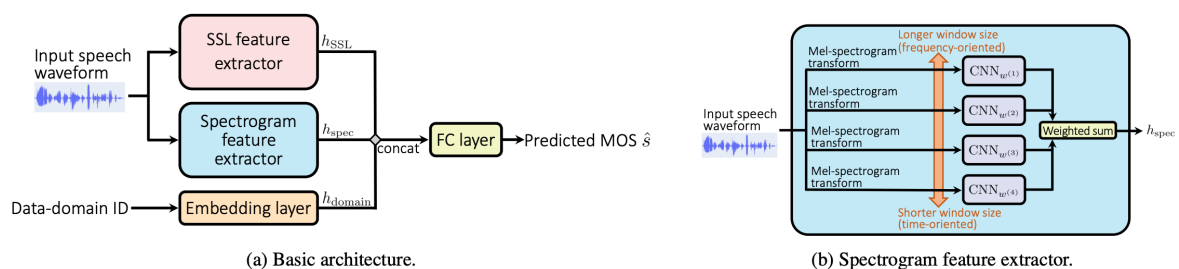 Input speech
waveform
SSL feature
extractor
h_SSL
Spectrogram
feature
extractor
h_spec
concat
FC layer
Predicted MOS ŝ
Data-domain ID
Embedding layer
h_domain
(a) Basic architecture.
Longer window size
(frequency-oriented)
Mel-spectrogram
transform
CNN_w(1)
Mel-spectrogram
transform
CNN_w(2)
Input speech
waveform
Weighted sum
h_spec
Mel-spectrogram
transform
CNN_w(3)
Mel-spectrogram
transform
CNN_w(4)
Shorter window size
(time-oriented)
(b) Spectrogram feature extractor.